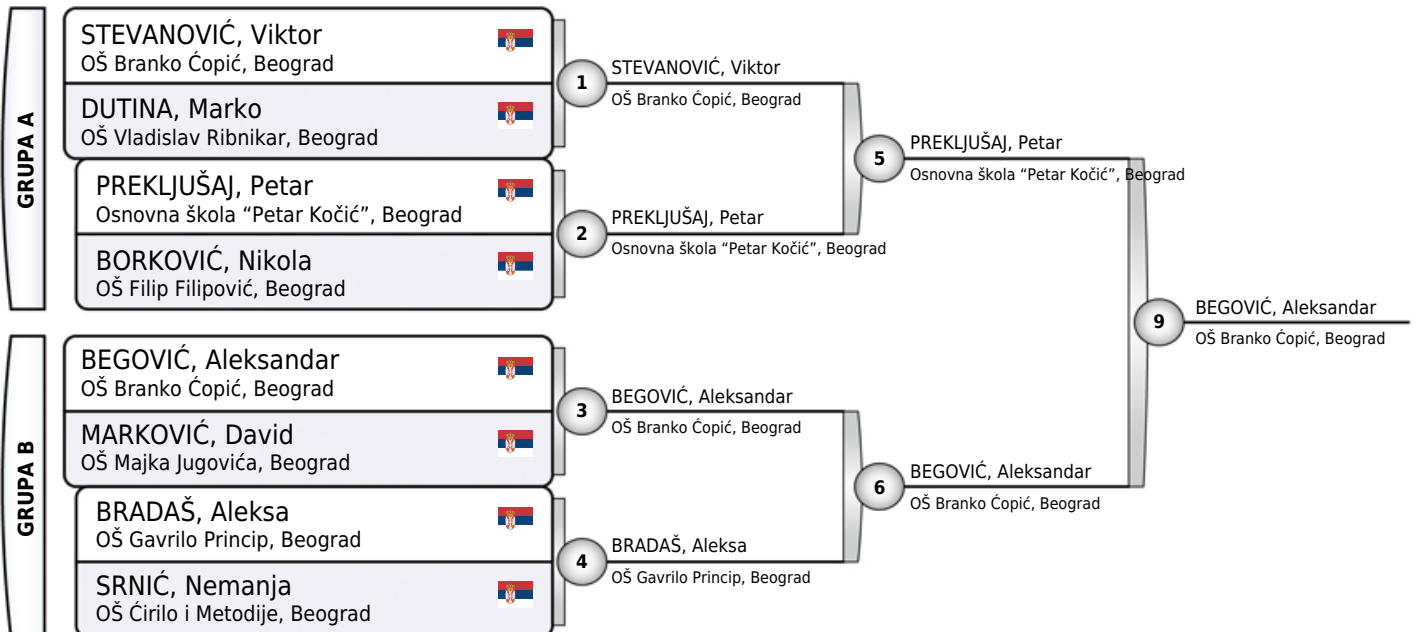 GRUPA A
STEVANOVIĆ, Viktor
OŠ Branko Ćopić, Beograd
DUTINA, Marko
OŠ Vladislav Ribnikar, Beograd
PREKLJUŠAJ, Petar
Osnovna škola “Petar Kočić”, Beograd
BORKOVIĆ, Nikola
OŠ Filip Filipović, Beograd
GRUPA B
BEGOVIĆ, Aleksandar
OŠ Branko Ćopić, Beograd
MARKOVIĆ, David
OŠ Majka Jugovića, Beograd
BRADAŠ, Aleksa
OŠ Gavrilo Princip, Beograd
SRNIĆ, Nemanja
OŠ Ćirilo i Metodije, Beograd
1
STEVANOVIĆ, Viktor
OŠ Branko Ćopić, Beograd
2
PREKLJUŠAJ, Petar
Osnovna škola “Petar Kočić”, Beograd
3
BEGOVIĆ, Aleksandar
OŠ Branko Ćopić, Beograd
4
BRADAŠ, Aleksa
OŠ Gavrilo Princip, Beograd
5
PREKLJUŠAJ, Petar
Osnovna škola “Petar Kočić”, Beograd
6
BEGOVIĆ, Aleksandar
OŠ Branko Ćopić, Beograd
9
BEGOVIĆ, Aleksandar
OŠ Branko Ćopić, Beograd